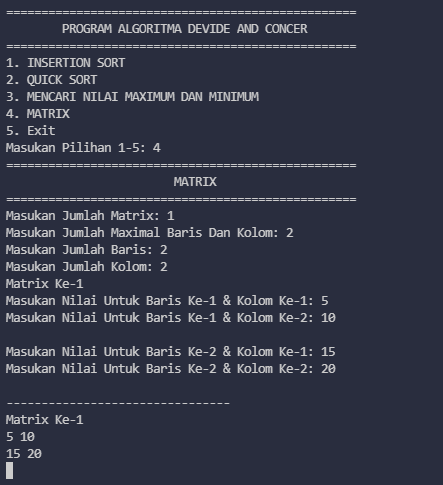 ==================================================
PROGRAM ALGORITMA DEVIDE AND CONCER
==================================================
1. INSERTION SORT
2. QUICK SORT
3. MENCARI NILAI MAXIMUM DAN MINIMUM
4. MATRIX
5. Exit
Masukan Pilihan 1-5: 4
==================================================
MATRIX
==================================================
Masukan Jumlah Matrix: 1
Masukan Jumlah Maximal Baris Dan Kolom: 2
Masukan Jumlah Baris: 2
Masukan Jumlah Kolom: 2
Matrix Ke-1
Masukan Nilai Untuk Baris Ke-1 & Kolom Ke-1: 5
Masukan Nilai Untuk Baris Ke-1 & Kolom Ke-2: 10
Masukan Nilai Untuk Baris Ke-2 & Kolom Ke-1: 15
Masukan Nilai Untuk Baris Ke-2 & Kolom Ke-2: 20
--------------------------------
Matrix Ke-1
5 10
15 20